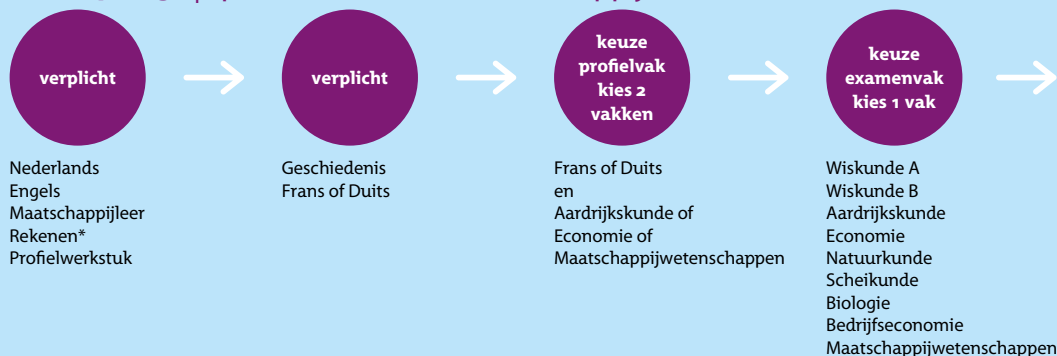 verplicht
Nederlands
Engels
Maatschappijleer
Rekenen*
Profielwerkstuk
verplicht
Geschiedenis
Frans of Duits
keuze
profielvak
kies 2
vakken
Frans of Duits
en
Aardrijkskunde of
Economie of
Maatschappijwetenschappen
keuze
examenvak
kies 1 vak
Wiskunde A
Wiskunde B
Aardrijkskunde
Economie
Natuurkunde
Scheikunde
Biologie
Bedrijfseconomie
Maatschappijwetenschappen